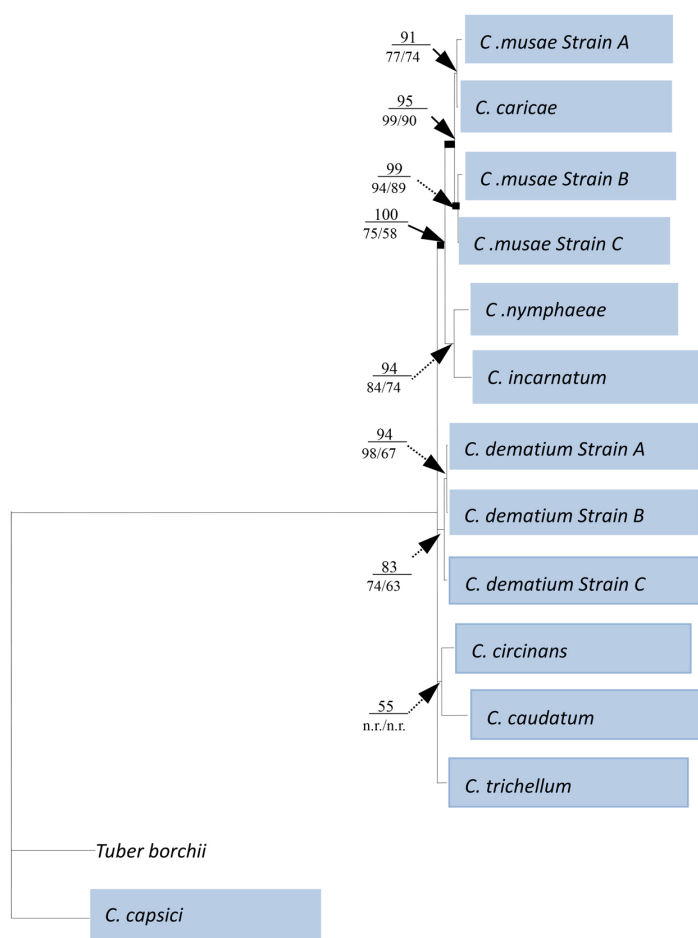 91
77/74
C .musae Strain A
95
99/90
C. caricae
99
94/89
C .musae Strain B
100
75/58
C .musae Strain C
C .nymphaeae
94
84/74
C. incarnatum
94
98/67
C. dematium Strain A
C. dematium Strain B
83
74/63
C. dematium Strain C
C. circinans
55
n.r./n.r.
C. caudatum
C. trichellum
Tuber borchii
C. capsici